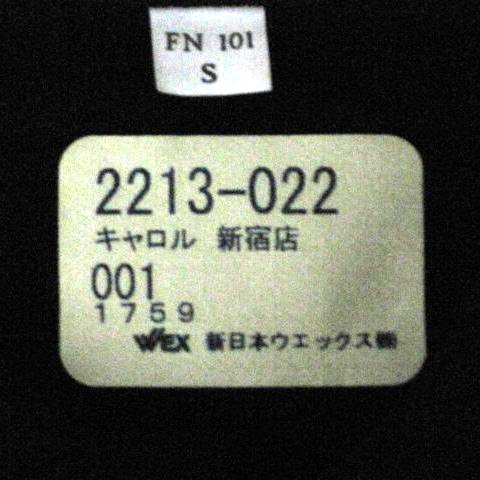 FN 101
S
2213-022
キャロル 新宿店
001
1759
WEX 新日本ウエックス㈱